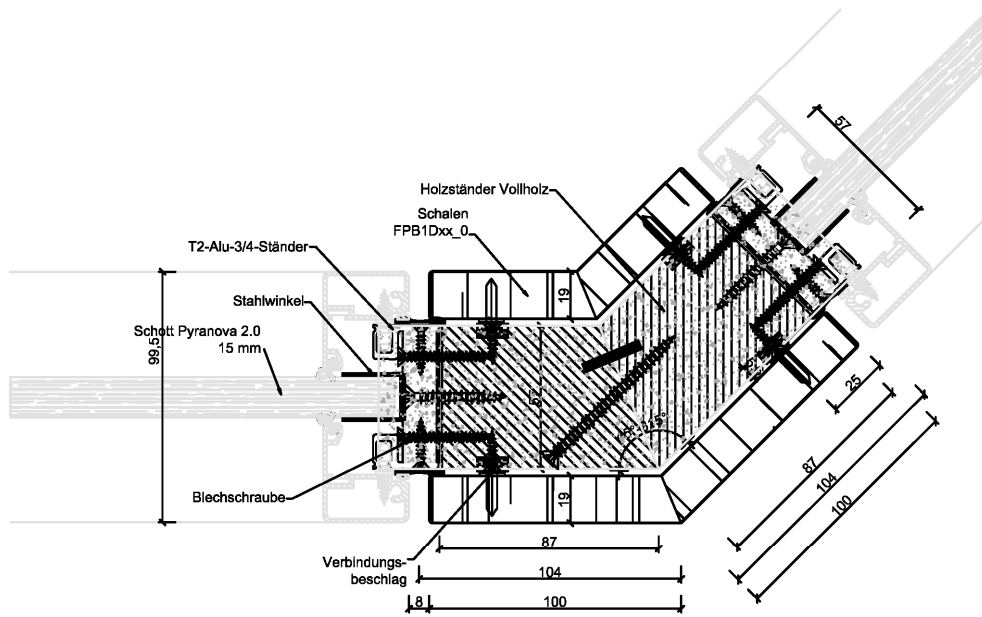 57
Holzständer Vollholz
Schalen
FPB1Dxx_0
T2-Alu-3/4-Ständer
Stahlwinkel
Schott Pyranova 2.0
15 mm
99,5
19
25
87
104
100
Blechschraube
19
Verbindungs-
beschlag
87
104
8
100